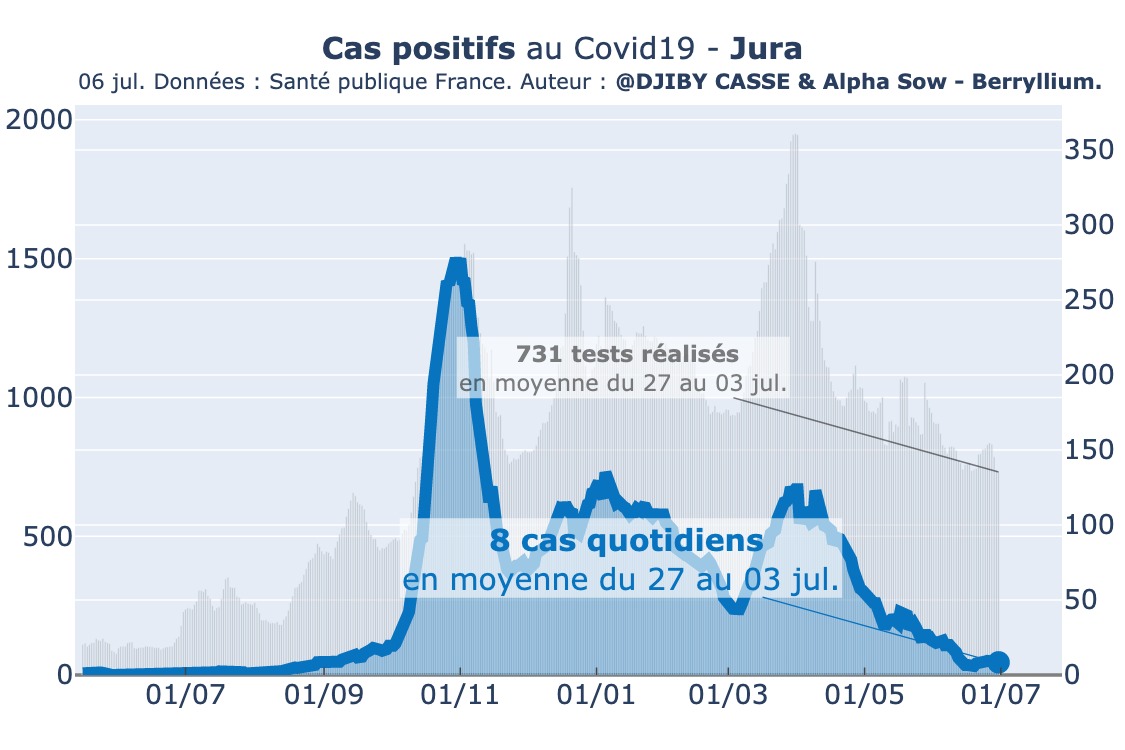 Cas positifs au Covid19 - Jura
06 jul. Données : Santé publique France. Auteur : @DJIBY CASSE & Alpha Sow - Berryllium.
2000
1500
1000
500
0
350
300
250
200
150
100
50
0
731 tests réalisés
en moyenne du 27 au 03 jul.
8 cas quotidiens
en moyenne du 27 au 03 jul.
01/07 01/09 01/11 01/01 01/03 01/05 01/07